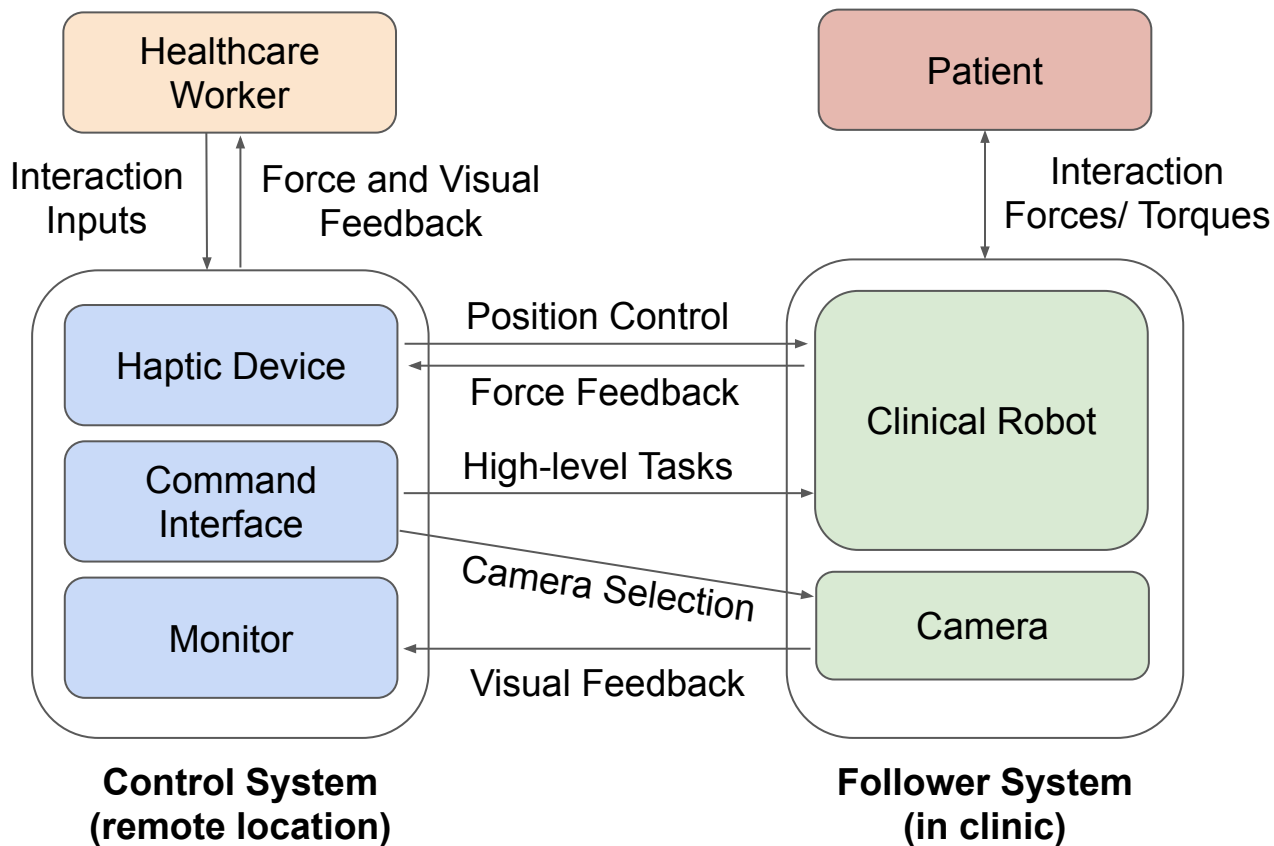 Healthcare
Worker
Patient
Interaction
Inputs
Force and Visual
Feedback
Interaction
Forces/ Torques
Haptic Device
Position Control
Force Feedback
Clinical Robot
Command
Interface
High-level Tasks
Camera Selection
Monitor
Camera
Visual Feedback
Control System
(remote location)
Follower System
(in clinic)